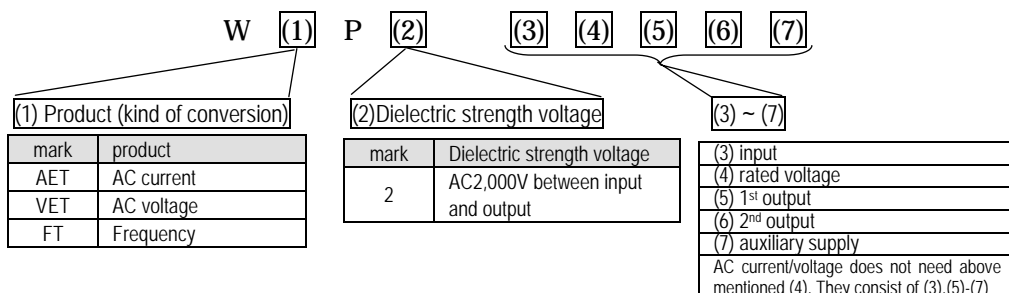 W (1) P (2) (3) (4) (5) (6) (7)
(1) Product (kind of conversion)
mark product
AET AC current
VET AC voltage
FT Frequency
(2)Dielectric strength voltage
mark Dielectric strength voltage
2 AC2,000V between input
and output
(3) ~ (7)
(3) input
(4) rated voltage
(5) 1st output
(6) 2nd output
(7) auxiliary supply
AC current/voltage does not need above
mentioned (4). They consist of (3),(5)-(7)